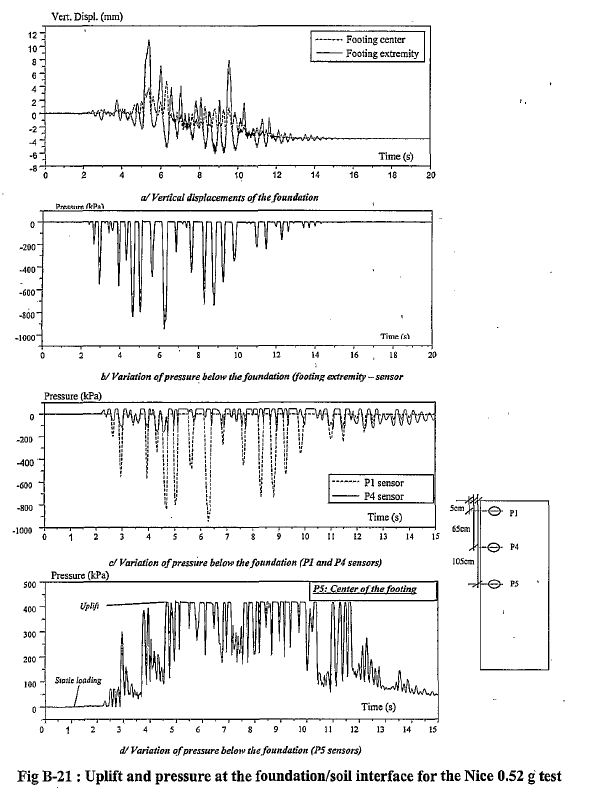 Vert. Displ. (mm)
12
10
8
6
4
2
0
-2
-4
-6
-8
Footing center
Footing extremity
Time (s)
0 2 4 6 8 10 12 14 16 18 20
a/ Vertical displacements of the foundation
Pressure (kPa)
0
-200
-400
-600
-800
-1000
Time (s)
0 2 4 6 8 10 12 14 16 18 20
b/ Variation of pressure below the foundation (footing extremity – sensor
Pressure (kPa)
0
-200
-400
-600
-800
-1000
P1 sensor
P4 sensor
Time (s)
0 1 2 3 4 5 6 7 8 9 10 11 12 13 14 15
c/ Variation of pressure below the foundation (P1 and P4 sensors)
5cm
65cm
105cm
P1
P4
P5
Pressure (kPa)
500
400
300
200
100
0
Uplift
Static loading
P5: Center of the footing
Time (s)
0 1 2 3 4 5 6 7 8 9 10 11 12 13 14 15
d/ Variation of pressure below the foundation (P5 sensors)
Fig B-21 : Uplift and pressure at the foundation/soil interface for the Nice 0.52 g test